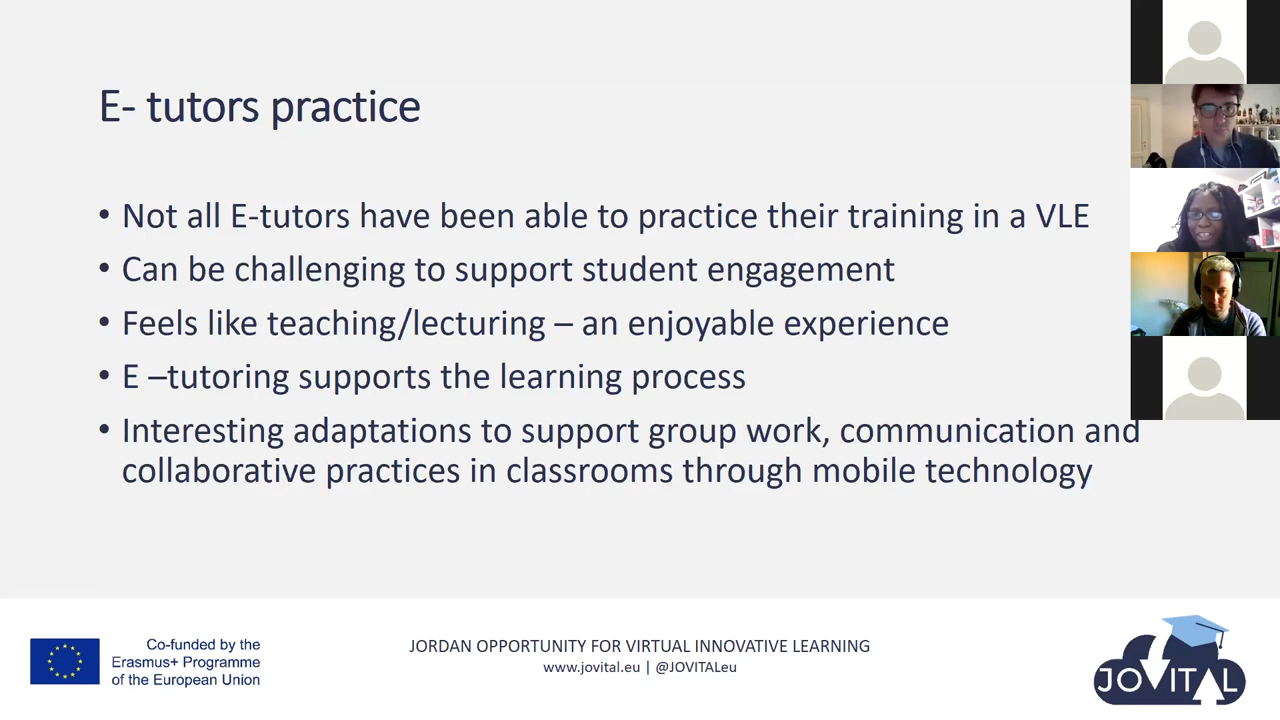 E- tutors practice
• Not all E-tutors have been able to practice their training in a VLE
• Can be challenging to support student engagement
• Feels like teaching/lecturing – an enjoyable experience
• E –tutoring supports the learning process
• Interesting adaptations to support group work, communication and
collaborative practices in classrooms through mobile technology
Co-funded by the
Erasmus+ Programme
of the European Union
JORDAN OPPORTUNITY FOR VIRTUAL INNOVATIVE LEARNING
www.jovital.eu | @JOVITALeu
JOVITAL